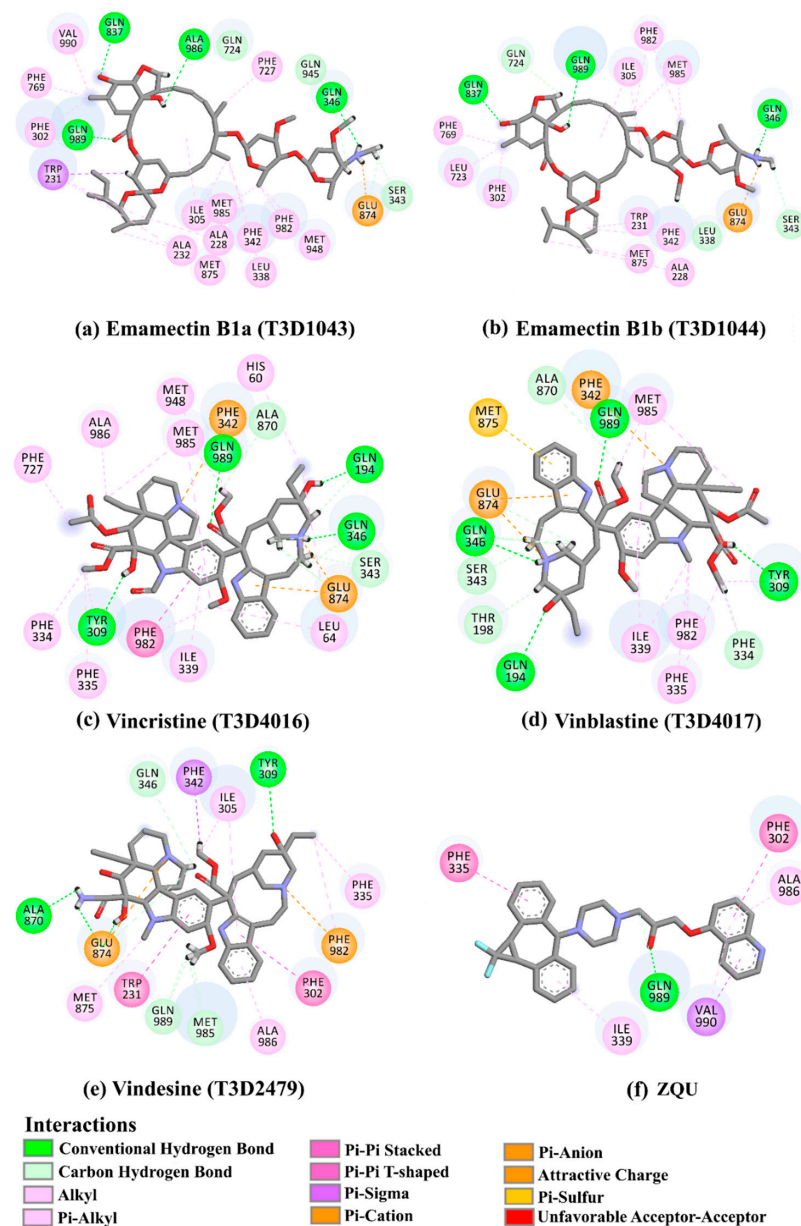 GLN
837
VAL
990
ALA
986
GLN
724
PHE
727
GLN
945
PHE
769
GLN
346
PHE
302
GLN
989
TRP
231
SER
343
GLU
874
ILE
305
MET
985
PHE
982
ALA
232
ALA
228
PHE
342
MET
948
MET
875
LEU
338
(a) Emamectin B1a (T3D1043)
PHE
982
GLN
724
GLN
989
ILE
305
MET
985
GLN
837
GLN
346
PHE
769
LEU
723
PHE
302
TRP
231
PHE
342
LEU
338
GLU
874
SER
343
MET
875
ALA
228
(b) Emamectin B1b (T3D1044)
HIS
60
MET
948
PHE
342
ALA
870
ALA
986
MET
985
GLN
989
PHE
727
GLN
194
GLN
346
SER
343
GLU
874
PHE
334
TYR
309
PHE
982
LEU
64
PHE
335
ILE
339
(c) Vincristine (T3D4016)
ALA
870
PHE
342
MET
985
MET
875
GLN
989
GLU
874
GLN
346
SER
343
TYR
309
THR
198
ILE
339
PHE
982
PHE
334
GLN
194
PHE
335
(d) Vinblastine (T3D4017)
GLN
346
PHE
342
TYR
309
ILE
305
PHE
335
ALA
870
GLU
874
PHE
982
MET
875
TRP
231
PHE
302
GLN
989
MET
985
ALA
986
(e) Vindesine (T3D2479)
PHE
335
PHE
302
ALA
986
GLN
989
VAL
990
ILE
339
(f) ZQU
Interactions
Conventional Hydrogen Bond
Carbon Hydrogen Bond
Alkyl
Pi-Alkyl
Pi-Pi Stacked
Pi-Pi T-shaped
Pi-Sigma
Pi-Cation
Pi-Anion
Attractive Charge
Pi-Sulfur
Unfavorable Acceptor-Acceptor